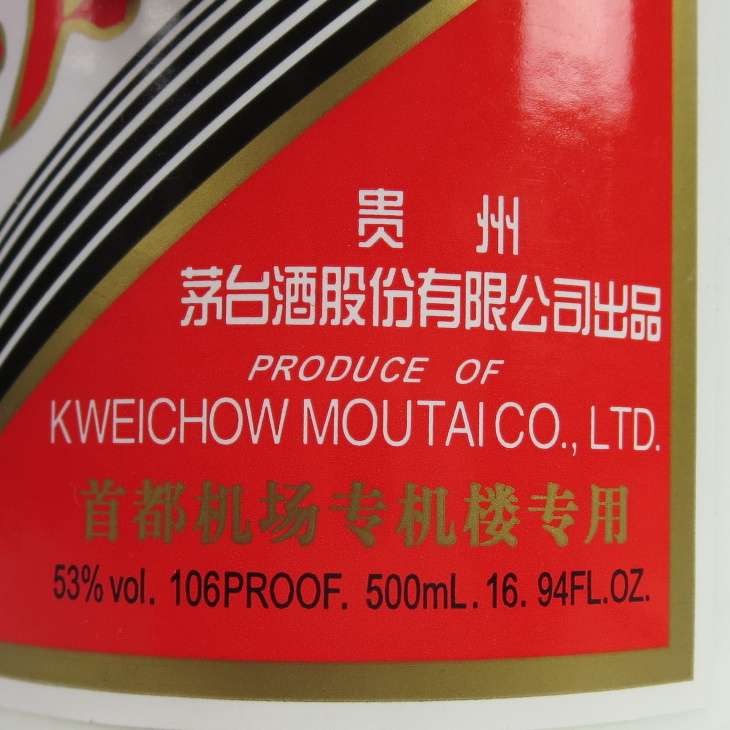 贵州
茅台酒股份有限公司出品
PRODUCE OF
KWEICHOW MOUTAI CO., LTD.
首都机场专机楼专用
53% vol. 106PROOF. 500mL. 16. 94FL.OZ.